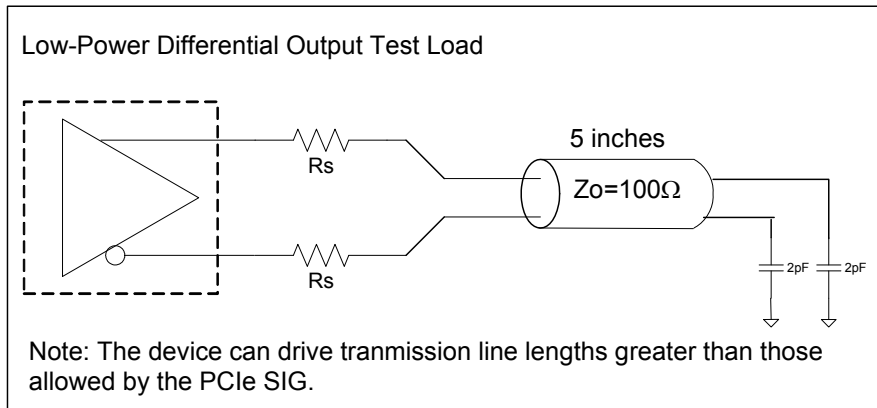 Low-Power Differential Output Test Load
Rs
5 inches
Zo=100Ω
Rs
2pF
2pF
Note: The device can drive tranmission line lengths greater than those
allowed by the PCIe SIG.